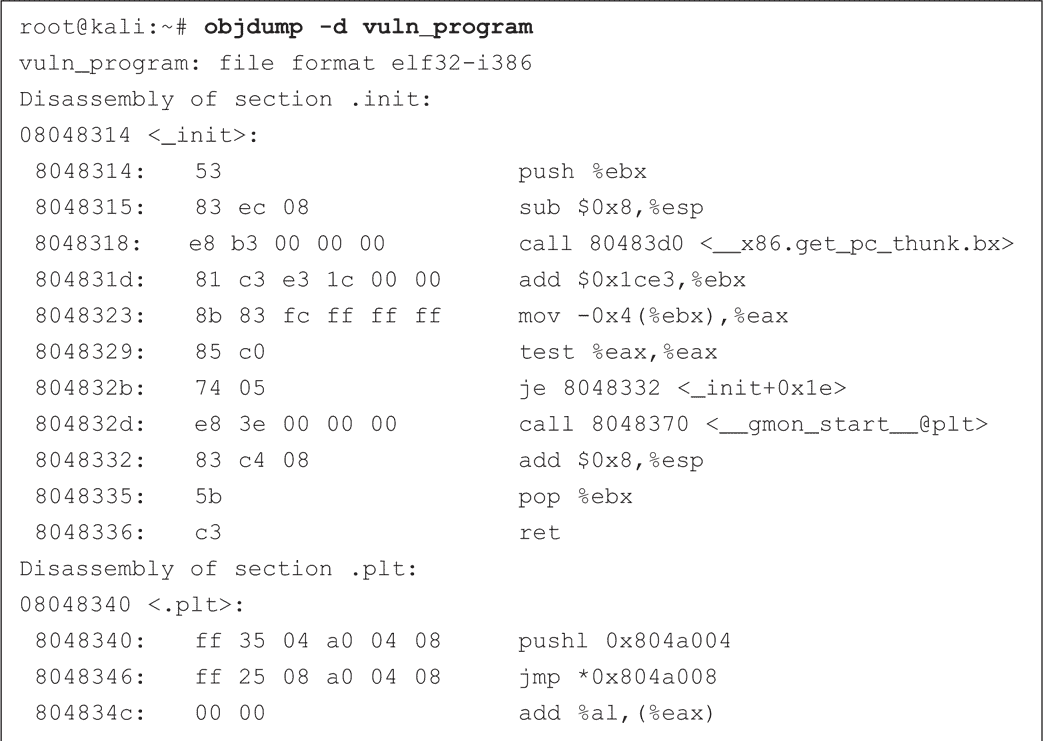 root@kali:~# objdump -d vuln_program
vuln_program: file format elf32-i386
Disassembly of section .init:
08048314 <_init>:
8048314: 53 push %ebx
8048315: 83 ec 08 sub $0x8,%esp
8048318: e8 b3 00 00 00 call 80483d0 <__x86.get_pc_thunk.bx>
804831d: 81 c3 e3 1c 00 00 add $0x1ce3,%ebx
8048323: 8b 83 fc ff ff ff mov -0x4(%ebx),%eax
8048329: 85 c0 test %eax,%eax
804832b: 74 05 je 8048332 <_init+0x1e>
804832d: e8 3e 00 00 00 call 8048370 <__gmon_start__@plt>
8048332: 83 c4 08 add $0x8,%esp
8048335: 5b pop %ebx
8048336: c3 ret
Disassembly of section .plt:
08048340 <.plt>:
8048340: ff 35 04 a0 04 08 pushl 0x804a004
8048346: ff 25 08 a0 04 08 jmp *0x804a008
804834c: 00 00 add %al,(%eax)